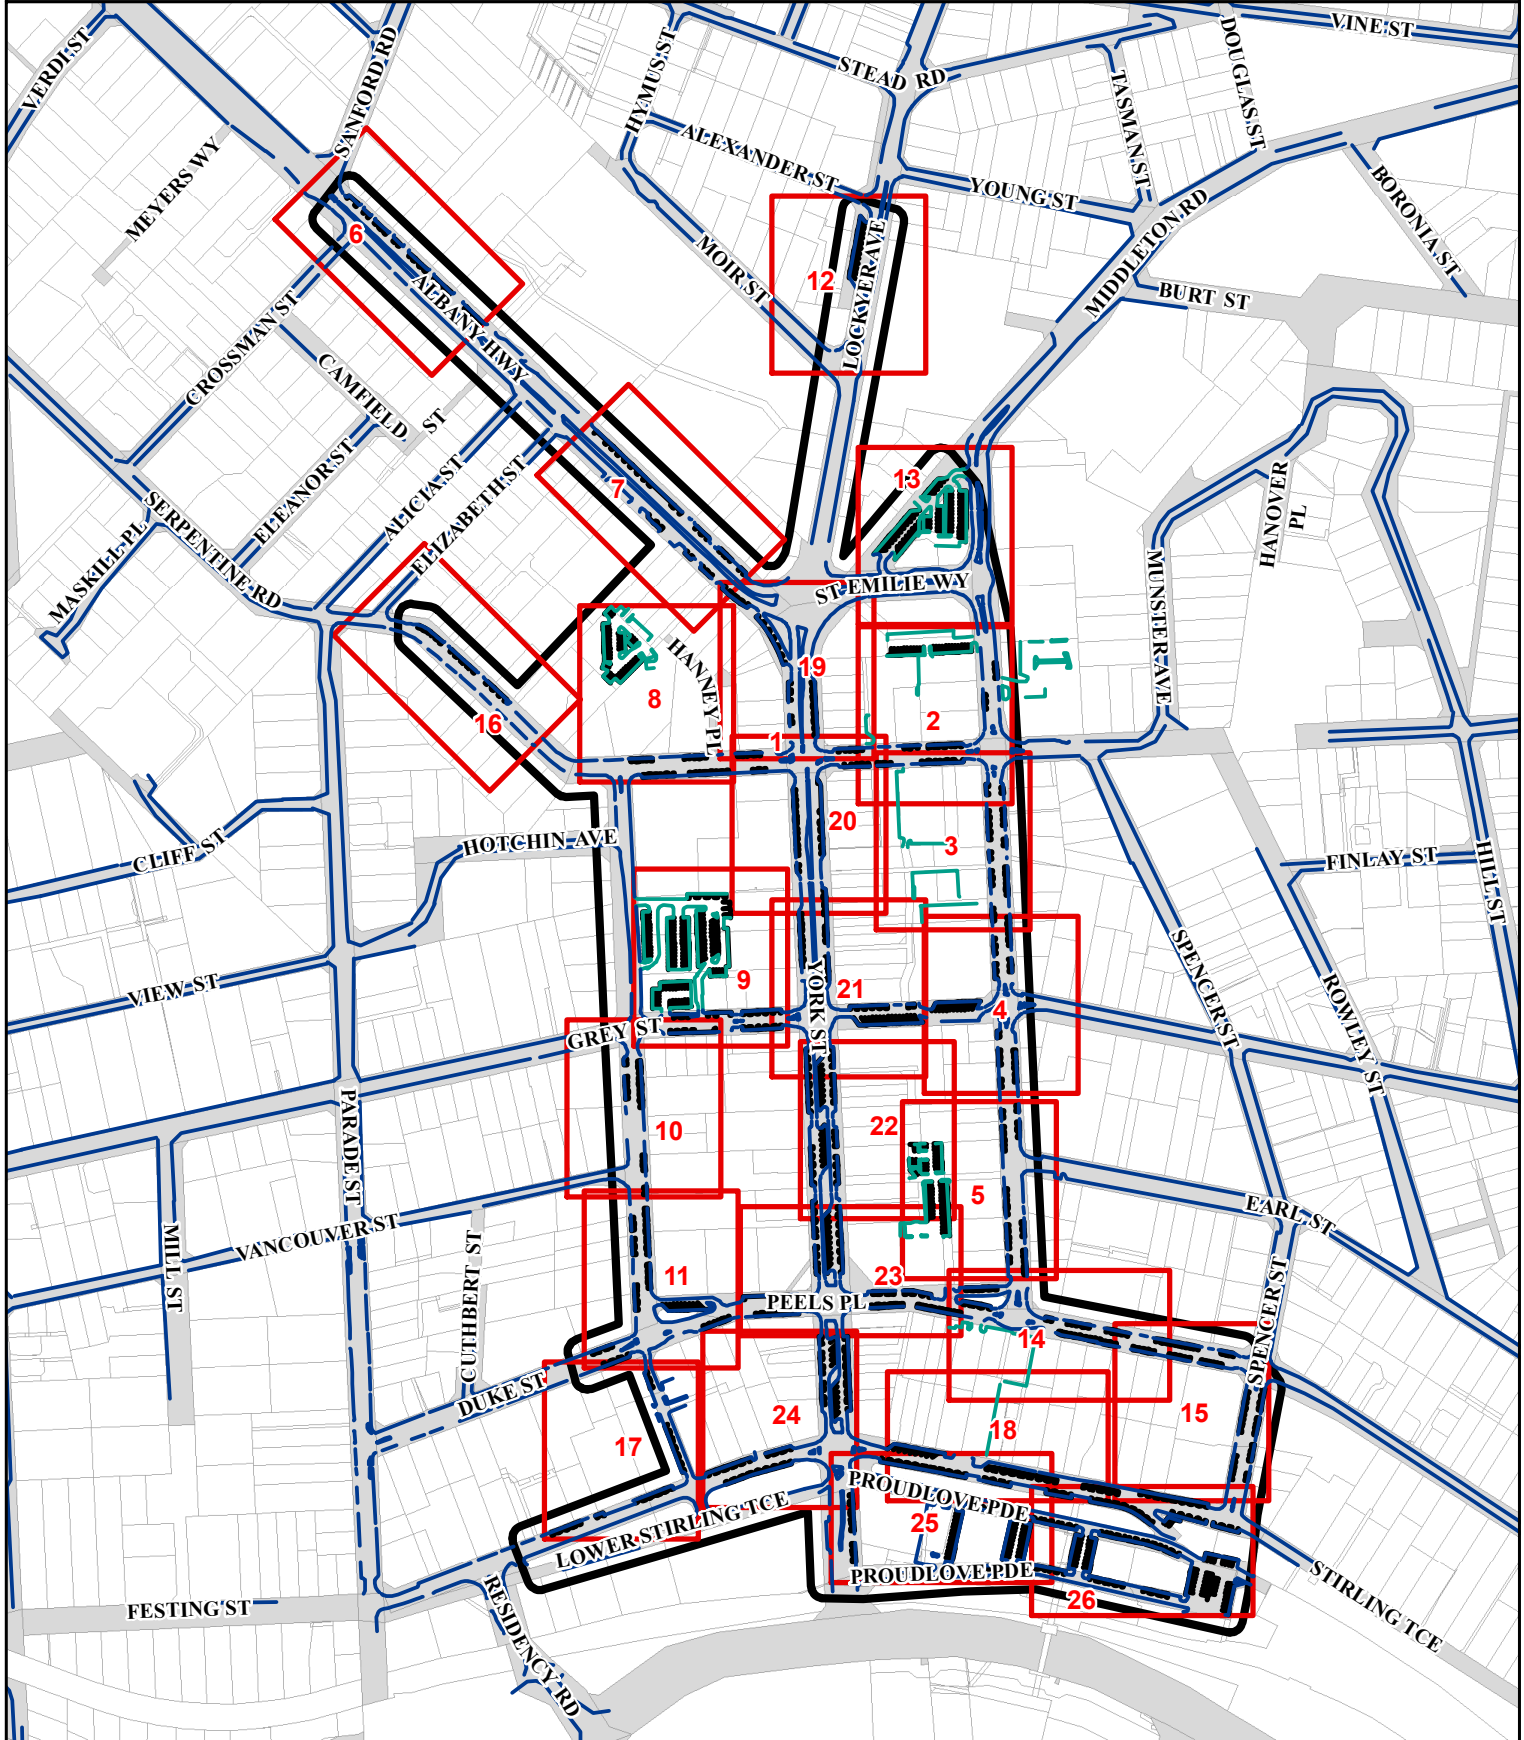 VINE ST
VERDI ST
SANFORD RD
HYMUS ST
STEAD RD
DOUGLAS ST
TASMAN ST
ALEXANDER ST
YOUNG ST
MEYERS WY
BORONIA ST
MIDDLETON RD
6
MOIR ST
12
LOCKYER AVE
BURT ST
ALBANY HWY
CROSSMAN ST
CAMFIELD ST
ELEANOR ST
ALICIA ST
ELIZABETH ST
7
13
HANOVER
PL
SERPENTINE RD
MASKILL PL
ST EMILIE WY
MUNSTER AVE
HANNEY PL
8
19
2
16
1
20
3
HOTCHIN AVE
CLIFF ST
FINLAY ST
HILL ST
VIEW ST
9
YORK ST
21
4
SPENCER ST
ROWLEY ST
GREY ST
10
22
5
PARADE ST
MILL ST
VANCOUVER ST
CUTHBERT ST
11
23
PEELS PL
EARL ST
SPENCER ST
14
DUKE ST
24
15
17
18
PROUDLOVE PDE
25
LOWER STIRLING TCE
PROUDLOVE PDE
26
STIRLING TCE
FESTING ST
RESIDENCY RD